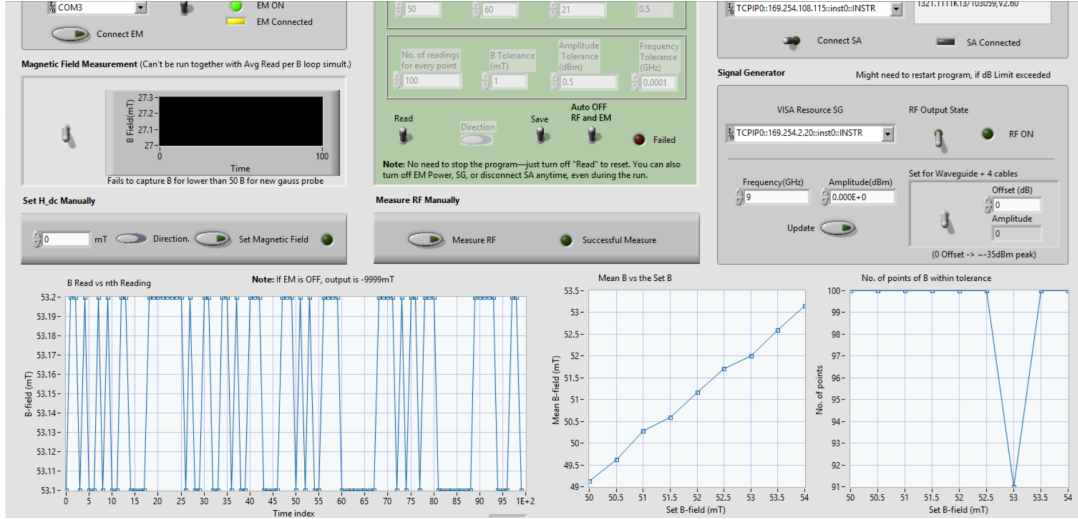 COM3
EM ON
EM Connected
Connect EM
Magnetic Field Measurement (Can't be run together with Avg Read per B loop simult.)
B Field(mT)
27.3
27.2
27.1
27
0
100
Time
Fails to capture B for lower than 50 B for new gauss probe
Set H_dc Manually
0
mT
Direction.
Set Magnetic Field
50
60
21
0.5
No. of readings
for every point
100
B Tolerance
(mT)
1
Amplitude
Tolerance
(dBm)
0.5
Frequency
Tolerance
(GHz)
0.0001
Read
Direction
Save
Auto OFF
RF and EM
Failed
Note: No need to stop the program—just turn off "Read" to reset. You can also
turn off EM Power, SG, or disconnect SA anytime, even during the run.
Measure RF Manually
Measure RF
Successful Measure
TCPIP0::169.254.108.115::inst0::INSTR
Connect SA
SA Connected
Signal Generator
Might need to restart program, if dB Limit exceeded
VISA Resource SG
TCPIP0::169.254.2.20::inst0::INSTR
RF Output State
RF ON
Frequency(GHz)
9
Amplitude(dBm)
0.000E+0
Update
Set for Waveguide + 4 cables
Offset (dB)
0
Amplitude
0
(0 Offset -> ~-35dBm peak)
B Read vs nth Reading
Note: If EM is OFF, output is -9999mT
B-field (mT)
53.2
53.19
53.18
53.17
53.16
53.15
53.14
53.13
53.12
53.11
53.1
0 5 10 15 20 25 30 35 40 45 50 55 60 65 70 75 80 85 90 95 1E+2
Time index
Mean B vs the Set B
Mean B-field (mT)
53.5
53
52.5
52
51.5
51
50.5
50
49.5
49
50 50.5 51 51.5 52 52.5 53 53.5 54
Set B-field (mT)
No. of points of B within tolerance
No. of points
100
99
98
97
96
95
94
93
92
91
50 50.5 51 51.5 52 52.5 53 53.5 54
Set B-field (mT)